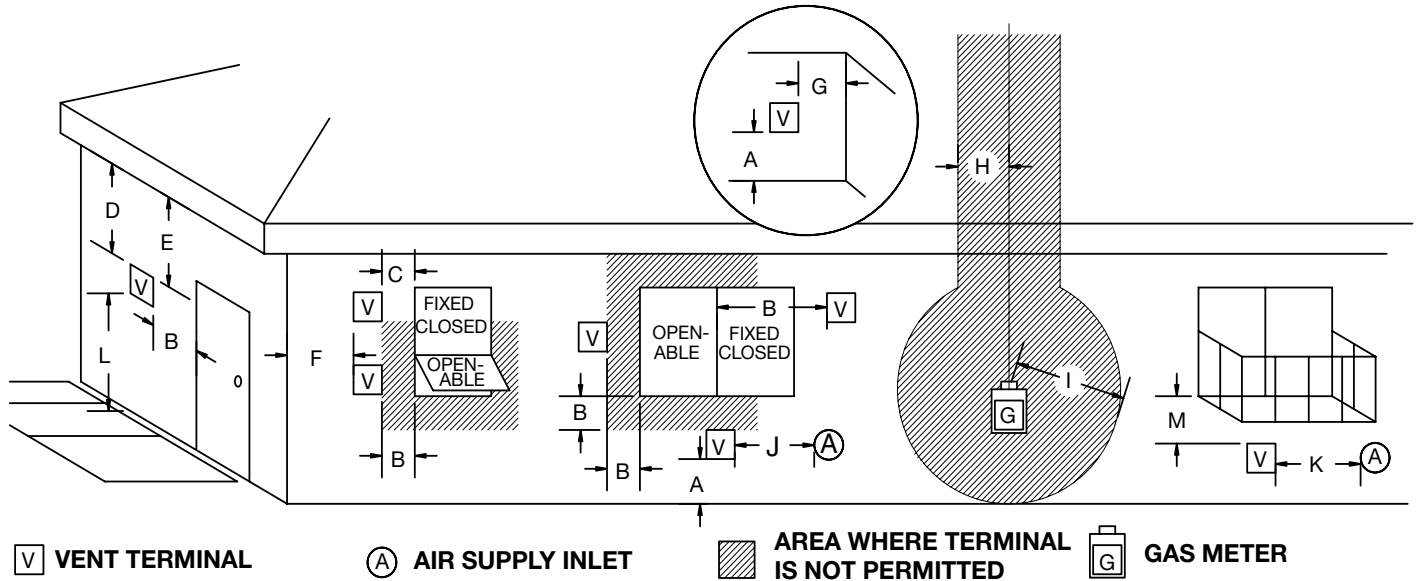 G
V
A
H
D
E
C
V
FIXED
CLOSED
V
B
V
V
OPEN-
ABLE
FIXED
CLOSED
L
B
F
V
OPEN-
ABLE
I
G
B
M
V
J
A
V
K
A
B
B
A
V VENT TERMINAL
A AIR SUPPLY INLET
AREA WHERE TERMINAL
IS NOT PERMITTED
G GAS METER